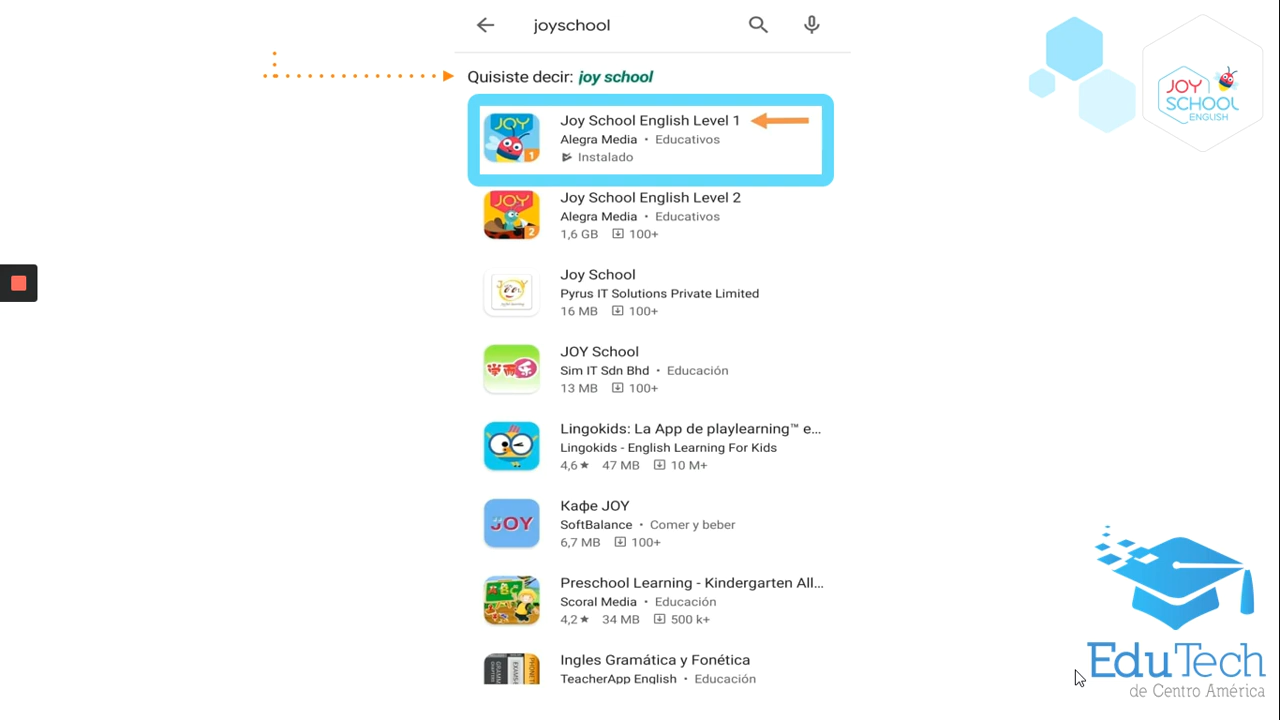 joyschool
Quisiste decir: joy school
JOY
1
Joy School English Level 1
Alegra Media • Educativos
Instalado
JOY
2
Joy School English Level 2
Alegra Media • Educativos
1,6 GB 100+
Joy School
Pyrus IT Solutions Private Limited
16 MB 100+
JOY School
Sim IT Sdn Bhd • Educación
13 MB 100+
Lingokids: La App de playlearning™ e...
Lingokids - English Learning For Kids
4,6★ 47 MB 10 M+
JOY
Кафе JOY
SoftBalance • Comer y beber
6,7 MB 100+
Preschool Learning - Kindergarten All...
Scoral Media • Educación
4,2★ 34 MB 500 k+
Ingles Gramática y Fonética
TeacherApp English • Educación
JOY
SCHOOL
ENGLISH
EduTech
de Centro América